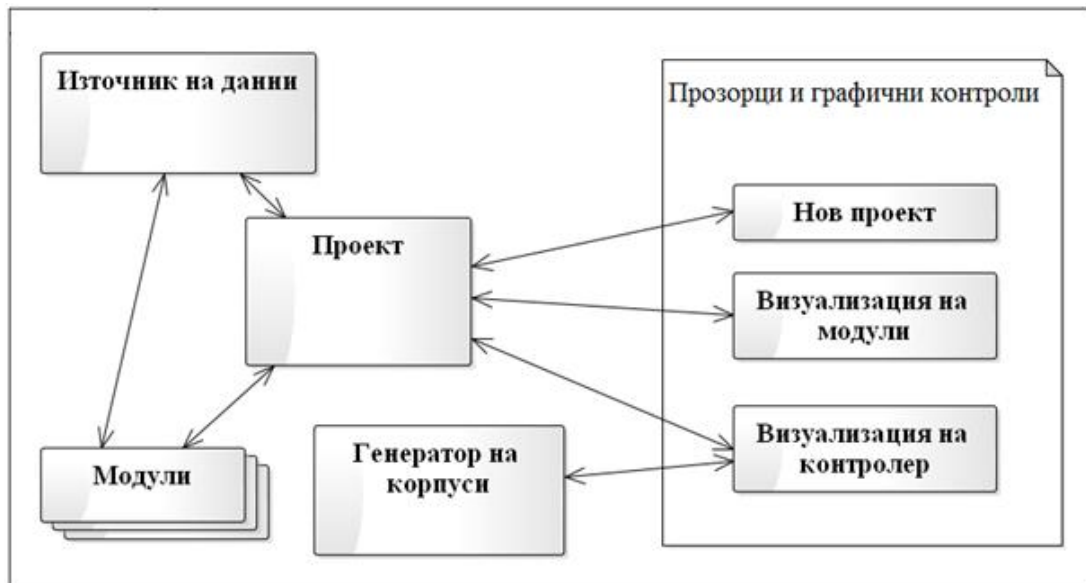 Източник на данни
Прозорци и графични контроли
Проект
Нов проект
Визуализация на
модули
Модули
Генератор на
корпуси
Визуализация на
контролер